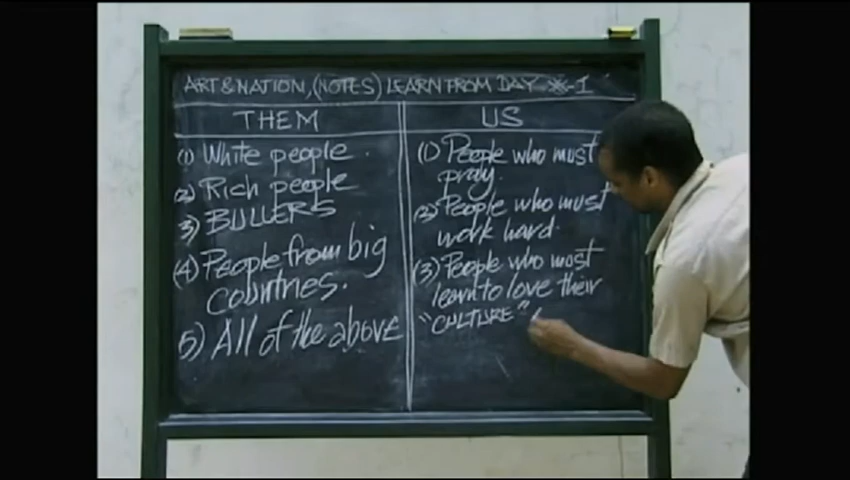 ART & NATION, (NOTES) LEARN FROM DAY -1
THEM
US
(1) White people.
(2) Rich people
3) BULLERS
(4) People from big
countries.
5) All of the above
(1) People who must
pray.
(2) People who must
work hard.
(3) People who must
learn to love their
"CULTURE" (